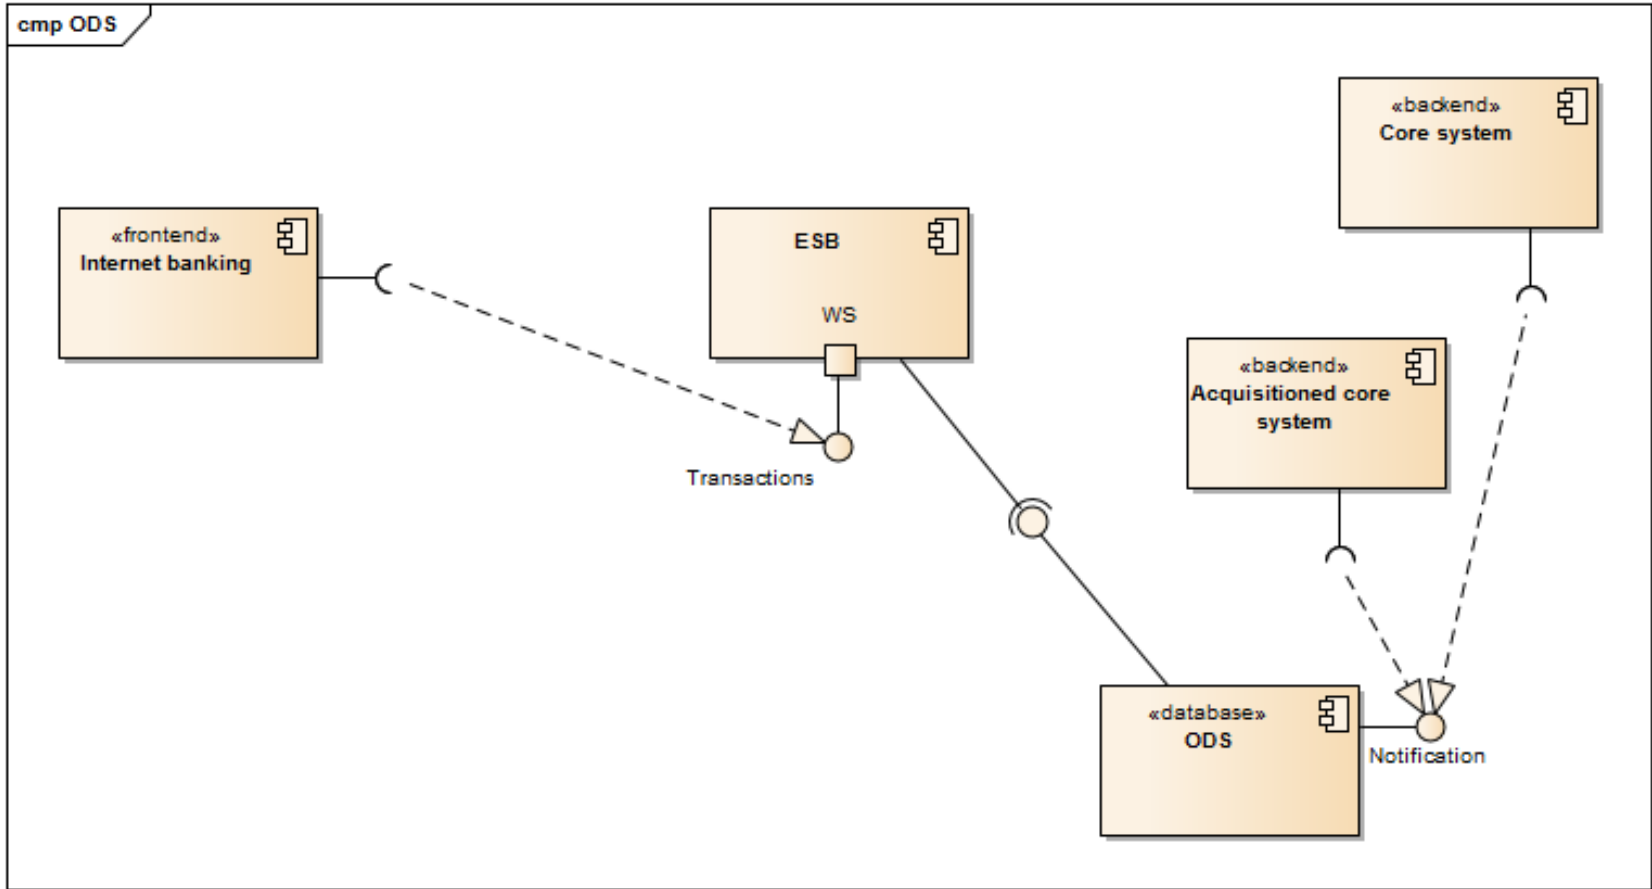 cmp ODS
«backend»
Core system
«frontend»
Internet banking
ESB
WS
«backend»
Acquisitioned core
system
Transactions
«database»
ODS
Notification